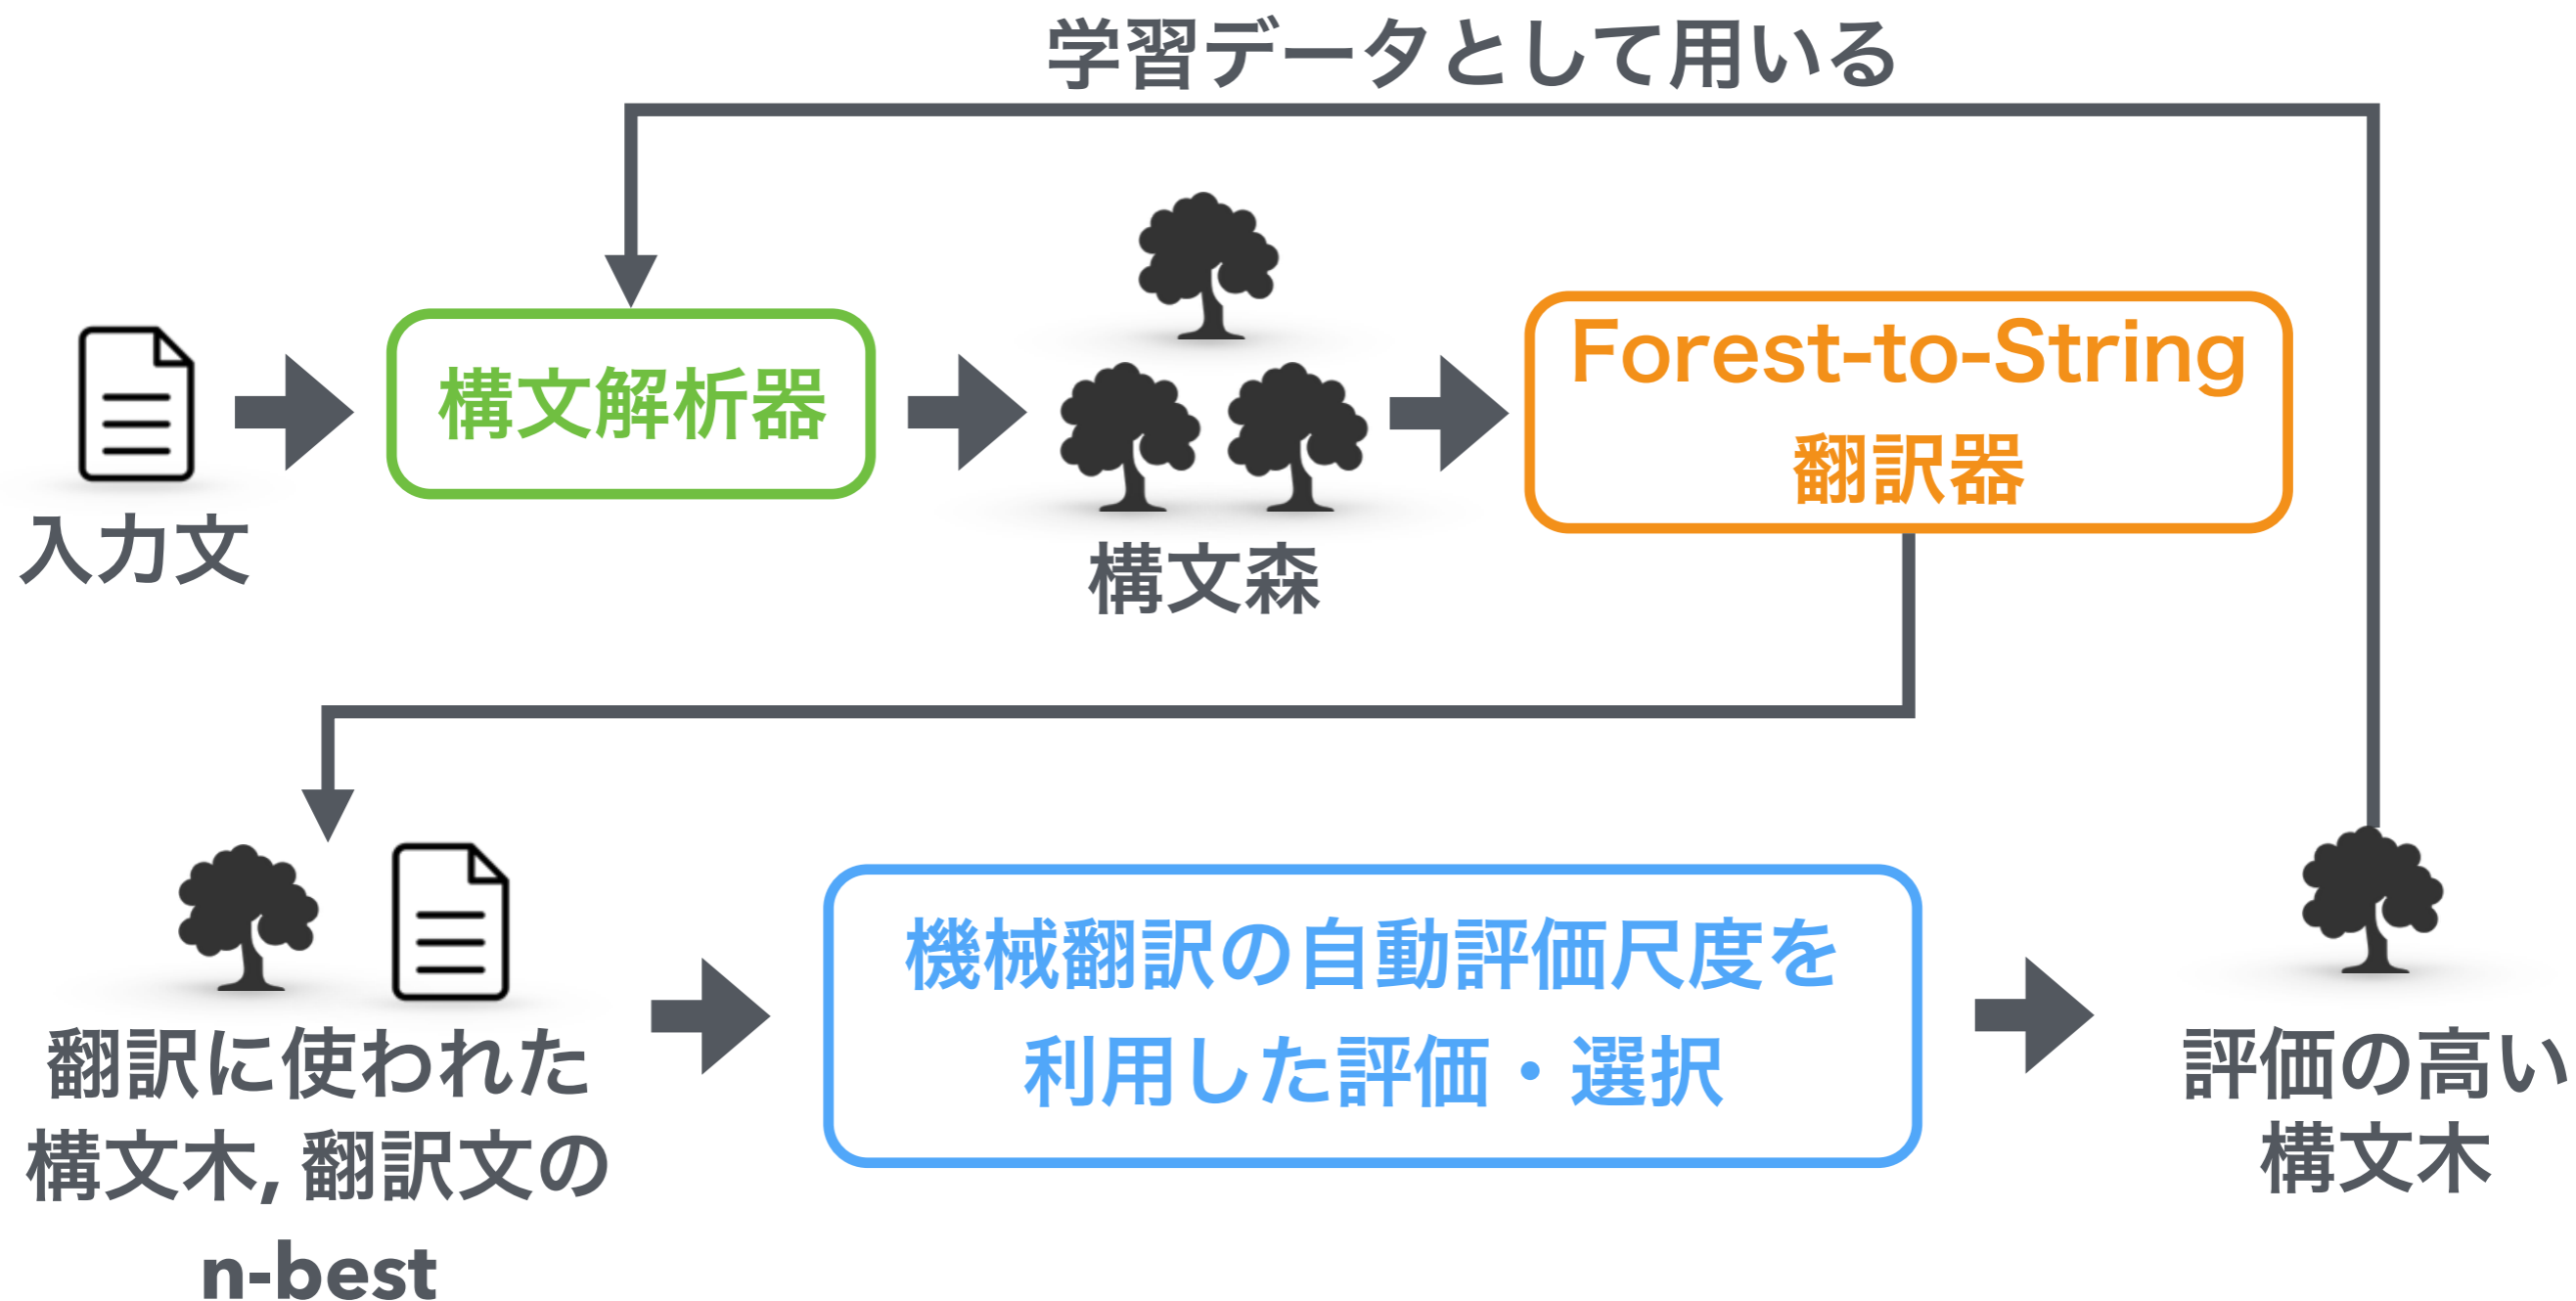 学習データとして用いる
入力文
構文解析器
構文森
Forest-to-String
翻訳器
翻訳に使われた
構文木, 翻訳文の
n-best
機械翻訳の自動評価尺度を
利用した評価・選択
評価の高い
構文木